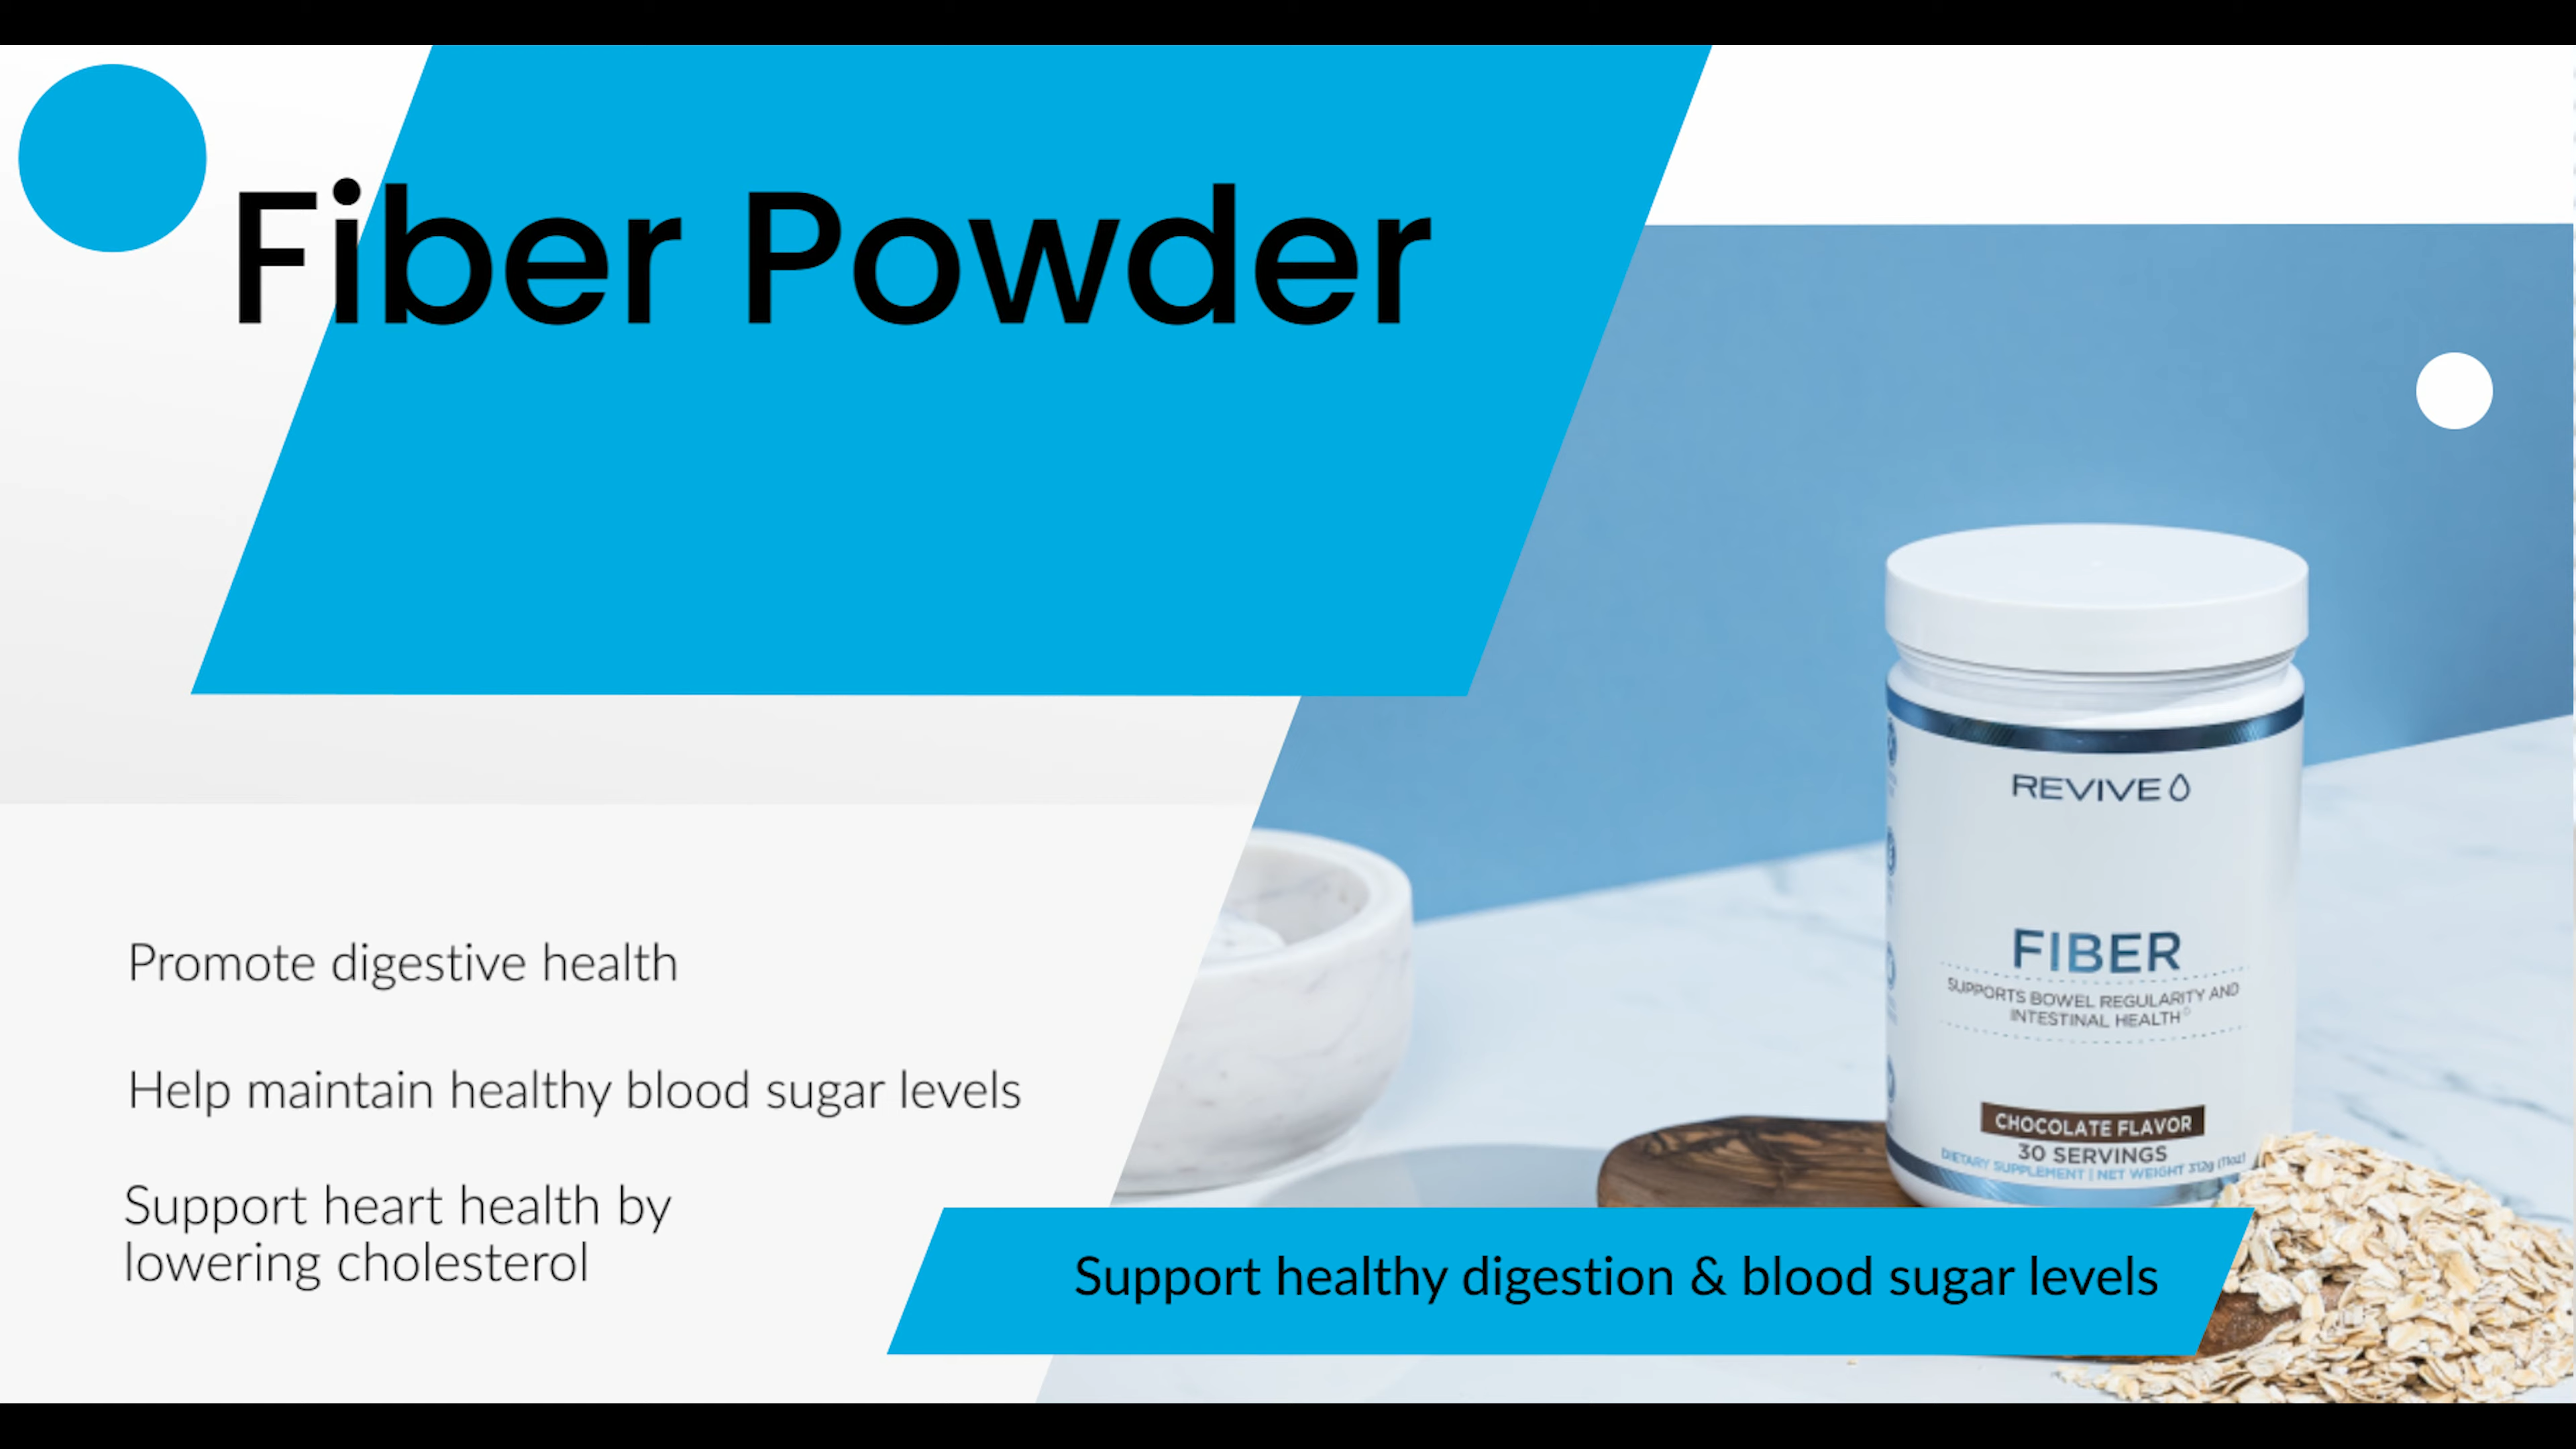 Fiber Powder
Promote digestive health
Help maintain healthy blood sugar levels
Support heart health by
lowering cholesterol
REVIVE
FIBER
SUPPORTS BOWEL REGULARITY AND
INTESTINAL HEALTH
CHOCOLATE FLAVOR
30 SERVINGS
DIETARY SUPPLEMENT | NET WEIGHT 312g (11oz)
Support healthy digestion & blood sugar levels